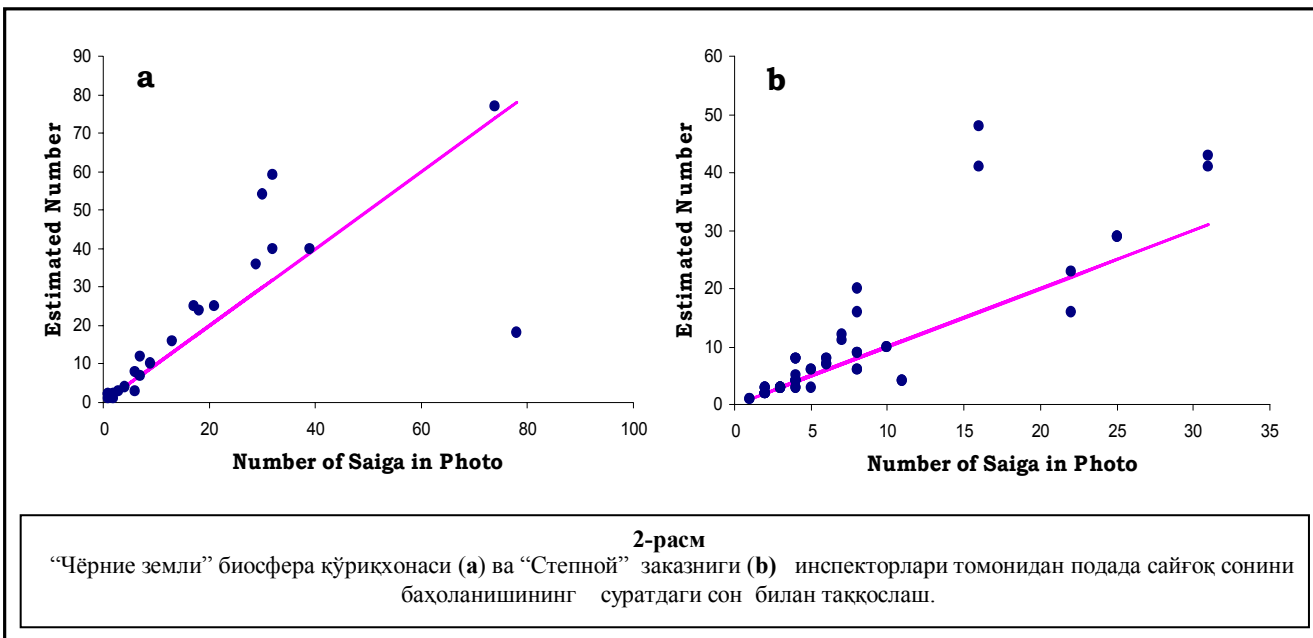 a
90
80
70
60
50
40
30
20
10
0
0 20 40 60 80 100
Estimated Number
Number of Saiga in Photo
b
60
50
40
30
20
10
0
0 5 10 15 20 25 30 35
Estimated Number
Number of Saiga in Photo
2-расм
“Чёрние земли” биосфера қўриқхонаси (a) ва “Степной” заказниги (b) инспекторлари томонидан подада сайғоқ сонини
баҳоланишининг суратдаги сон билан таққослаш.